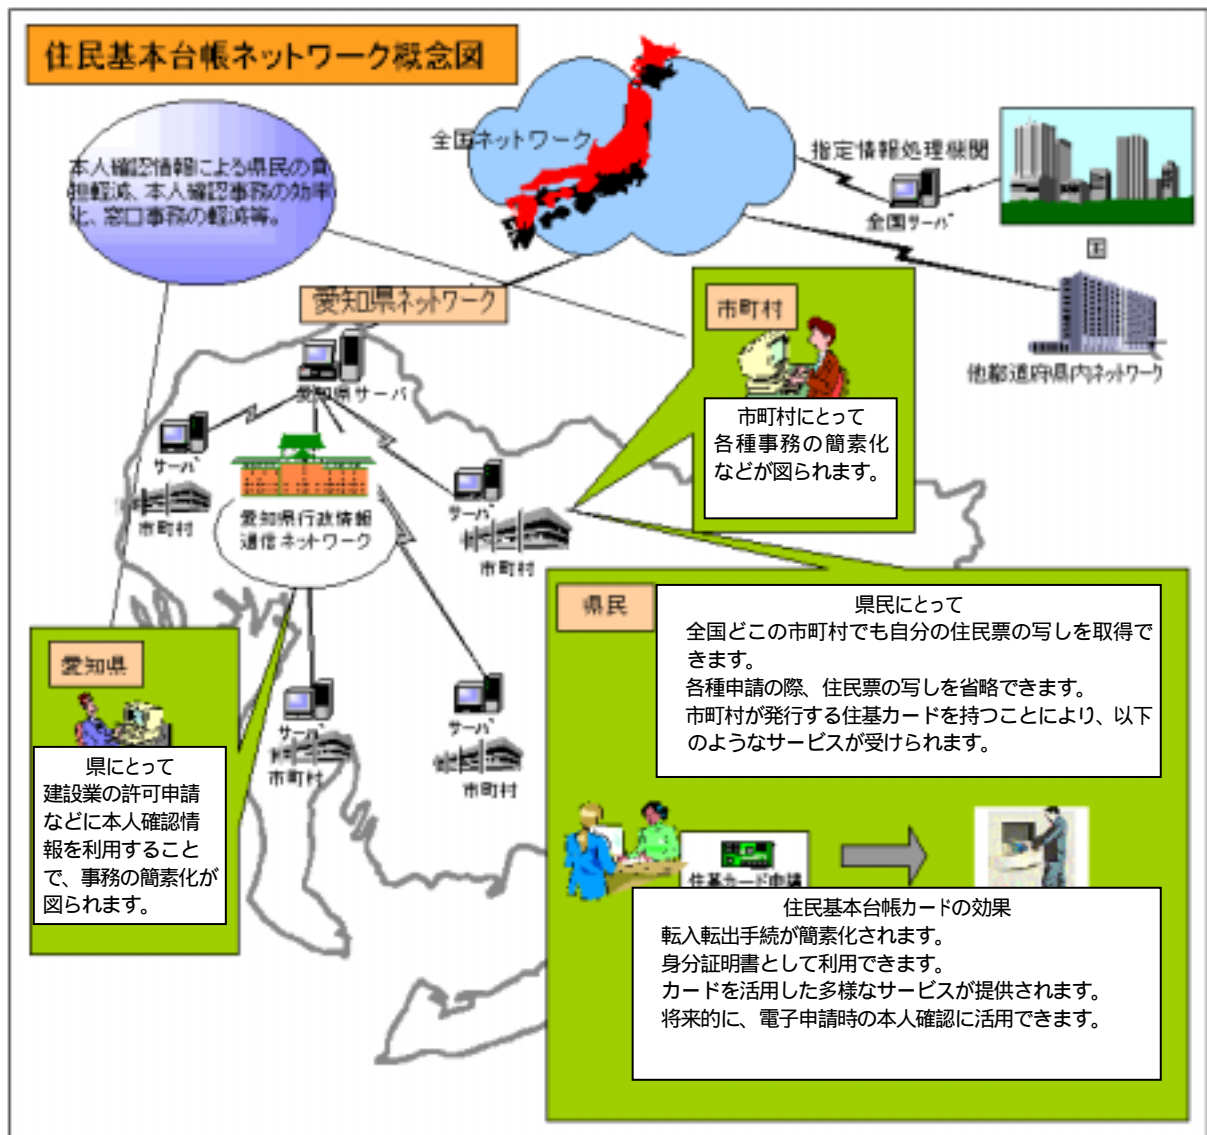 住民基本台帳ネットワーク概念図
本人確認情報による県民の負
担軽減、本人確認事務の効率
化、窓口事務の軽減等。
全国ネットワーク
指定情報処理機関
全国サーバ
国
他都道府県内ネットワーク
愛知県ネットワーク
愛知県サーバ
サーバ
市町村
愛知県行政情報
通信ネットワーク
サーバ
市町村
サーバ
市町村
サーバ
市町村
市町村
市町村にとって
各種事務の簡素化
などが図られます。
愛知県
県にとって
建設業の許可申請
などに本人確認情
報を利用すること
で、事務の簡素化が
図られます。
県民
県民にとって
全国どこの市町村でも自分の住民票の写しを取得で
きます。
各種申請の際、住民票の写しを省略できます。
市町村が発行する住基カードを持つことにより、以下
のようなサービスが受けられます。
住基カード申請
住民基本台帳カードの効果
転入転出手続が簡素化されます。
身分証明書として利用できます。
カードを活用した多様なサービスが提供されます。
将来的に、電子申請時の本人確認に活用できます。